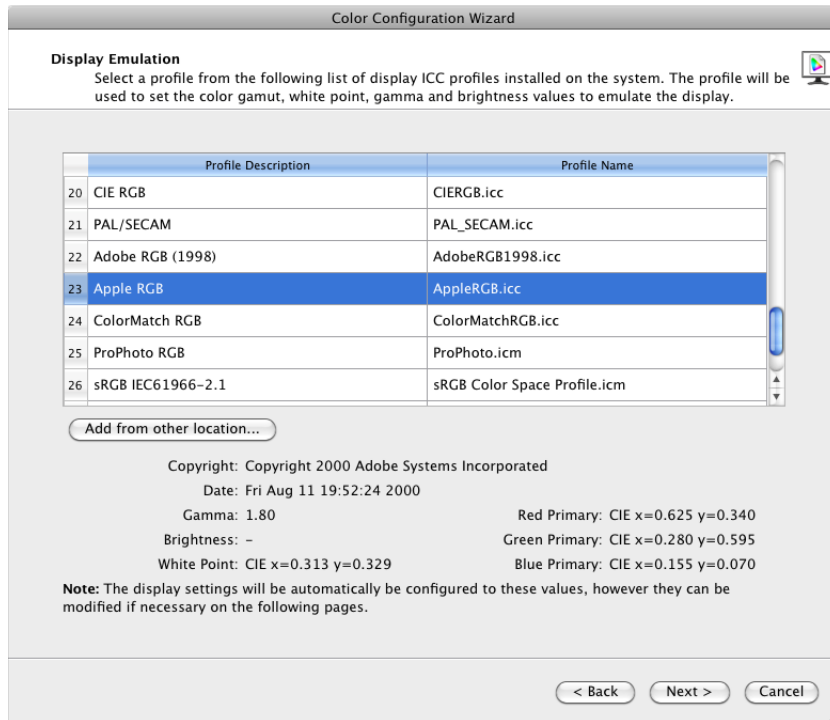 Color Configuration Wizard
Display Emulation
Select a profile from the following list of display ICC profiles installed on the system. The profile will be
used to set the color gamut, white point, gamma and brightness values to emulate the display.
Profile Description Profile Name
20 CIE RGB CIERGB.icc
21 PAL/SECAM PAL_SECAM.icc
22 Adobe RGB (1998) AdobeRGB1998.icc
23 Apple RGB AppleRGB.icc
24 ColorMatch RGB ColorMatchRGB.icc
25 ProPhoto RGB ProPhoto.icm
26 sRGB IEC61966-2.1 sRGB Color Space Profile.icm
Add from other location...
Copyright: Copyright 2000 Adobe Systems Incorporated
Date: Fri Aug 11 19:52:24 2000
Gamma: 1.80 Red Primary: CIE x=0.625 y=0.340
Brightness: – Green Primary: CIE x=0.280 y=0.595
White Point: CIE x=0.313 y=0.329 Blue Primary: CIE x=0.155 y=0.070
Note: The display settings will be automatically be configured to these values, however they can be
modified if necessary on the following pages.
< Back Next > Cancel